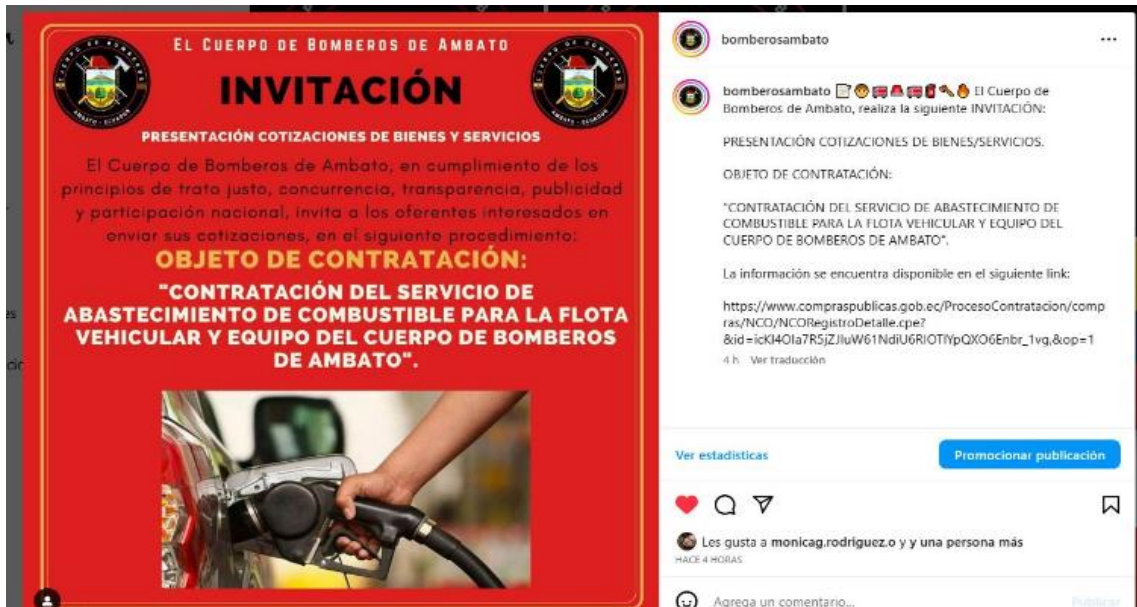 EL CUERPO DE BOMBEROS DE AMBATO
INVITACIÓN
PRESENTACIÓN COTIZACIONES DE BIENES Y SERVICIOS
El Cuerpo de Bomberos de Ambato, en cumplimiento de los
principios de trato justo, concurrencia, transparencia, publicidad
y participación nacional, invita a los oferentes interesados en
enviar sus cotizaciones, en el siguiente procedimiento:
OBJETO DE CONTRATACIÓN:
"CONTRATACIÓN DEL SERVICIO DE
ABASTECIMIENTO DE COMBUSTIBLE PARA LA FLOTA
VEHICULAR Y EQUIPO DEL CUERPO DE BOMBEROS
DE AMBATO".
bomberosambato
bomberosambato El Cuerpo de
Bomberos de Ambato, realiza la siguiente INVITACIÓN:
PRESENTACIÓN COTIZACIONES DE BIENES/SERVICIOS.
OBJETO DE CONTRATACIÓN:
"CONTRATACIÓN DEL SERVICIO DE ABASTECIMIENTO DE
COMBUSTIBLE PARA LA FLOTA VEHICULAR Y EQUIPO DEL
CUERPO DE BOMBEROS DE AMBATO".
La información se encuentra disponible en el siguiente link:
https://www.compraspublicas.gob.ec/ProcesoContratacion/comp
ras/NCO/NCORegistroDetalle.cpe?
4 h Ver traducción
Ver estadísticas
Promocionar publicación
Les gusta a monicag.rodriguez.o y y una persona más
HACE 4 HORAS
Agrega un comentario...
Publicar